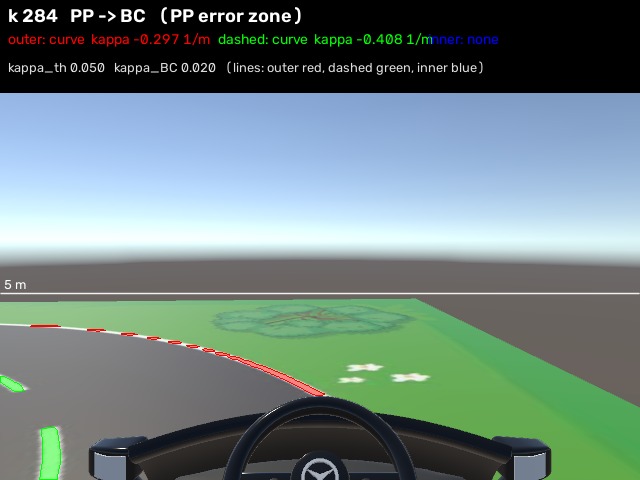 k 284 PP -> BC (PP error zone)
outer: curve kappa -0.297 1/m dashed: curve kappa -0.408 1/m inner: none
kappa_th 0.050 kappa_BC 0.020 (lines: outer red, dashed green, inner blue)
5 m